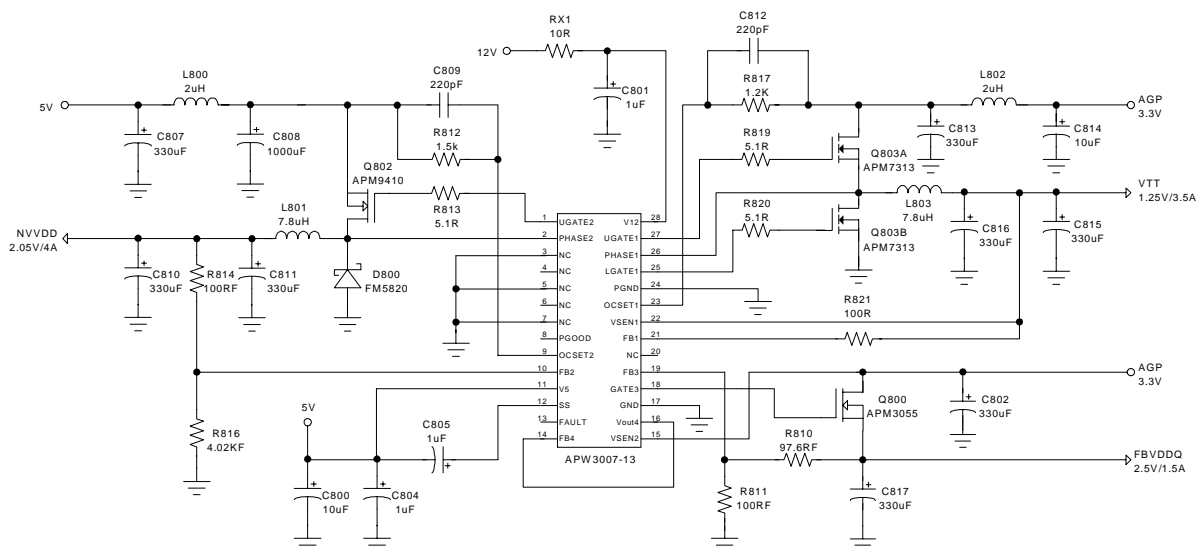 C812
220pF
RX1
10R
12V
L800
2uH
C809
220pF
C801
1uF
R817
1.2K
L802
2uH
5V
AGP
3.3V
C807
330uF
C808
1000uF
R812
1.5k
R819
5.1R
C813
330uF
C814
10uF
Q803A
APM7313
Q802
APM9410
VTT
1.25V/3.5A
R813
5.1R
L801
7.8uH
R820
5.1R
L803
7.8uH
Q803B
APM7313
C816
330uF
C815
330uF
NVVDD
2.05V/4A
C810
330uF
R814
100RF
C811
330uF
D800
FM5820
1 UGATE2 V12 28
2 PHASE2 UGATE1 27
3 NC PHASE1 26
4 NC LGATE1 25
5 NC PGND 24
6 NC OCSET1 23
7 NC VSEN1 22
8 PGOOD FB1 21
9 OCSET2 NC 20
10 FB2 FB3 19
11 V5 GATE3 18
12 SS GND 17
13 FAULT Vout4 16
14 FB4 VSEN2 15
APW3007-13
R821
100R
AGP
3.3V
Q800
APM3055
C802
330uF
5V
R816
4.02KF
C805
1uF
R810
97.6RF
FBVDDQ
2.5V/1.5A
C800
10uF
C804
1uF
R811
100RF
C817
330uF